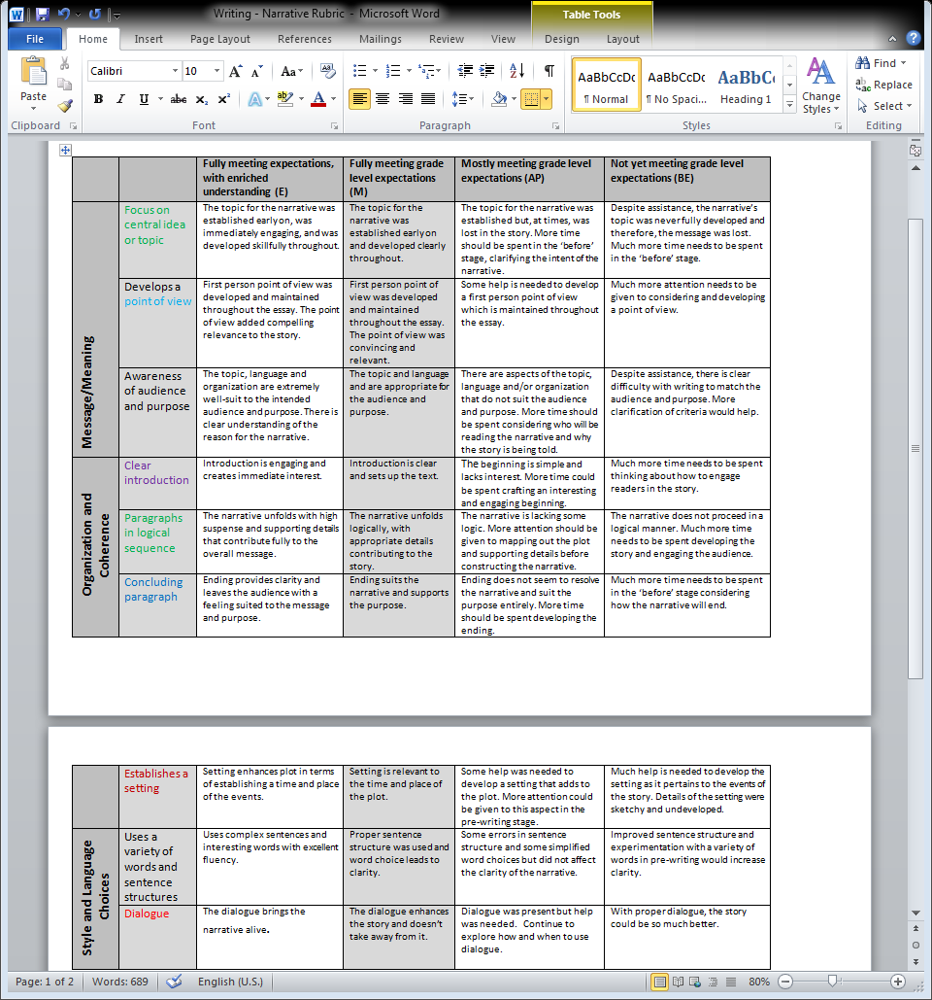 Writing - Narrative Rubric - Microsoft Word
Table Tools
File
Home
Insert
Page Layout
References
Mailings
Review
View
Design
Layout
Paste
Calibri
10
Aa
B I U abc x₂ x²
A
ab
A
AaBbCcDc
¶ Normal
AaBbCcDc
¶ No Spaci...
AaBbCc
Heading 1
Change
Styles
Find
Replace
Select
Clipboard
Font
Paragraph
Styles
Editing
Fully meeting expectations,
with enriched
understanding (E)
Fully meeting grade
level expectations
(M)
Mostly meeting grade level
expectations (AP)
Not yet meeting grade level
expectations (BE)
Message/Meaning
Focus on
central idea
or topic
The topic for the narrative was
established early on, was
immediately engaging, and was
developed skillfully throughout.
The topic for the
narrative was
established early on
and developed clearly
throughout.
The topic for the narrative was
established but, at times, was
lost in the story. More time
should be spent in the ‘before’
stage, clarifying the intent of the
narrative.
Despite assistance, the narrative’s
topic was never fully developed and
therefore, the message was lost.
Much more time needs to be spent
in the ‘before’ stage.
Develops a
point of view
First person point of view was
developed and maintained
throughout the essay. The point
of view added compelling
relevance to the story.
First person point of
view was developed
and maintained
throughout the essay.
The point of view was
convincing and
relevant.
Some help is needed to develop
a first person point of view
which is maintained throughout
the essay.
Much more attention needs to be
given to considering and developing
a point of view.
Awareness
of audience
and purpose
The topic, language and
organization are extremely
well-suit to the intended
audience and purpose. There is
clear understanding of the
reason for the narrative.
The topic and language
and are appropriate for
the audience and
purpose.
There are aspects of the topic,
language and/or organization
that do not suit the audience
and purpose. More time should
be spent considering who will be
reading the narrative and why
the story is being told.
Despite assistance, there is clear
difficulty with writing to match the
audience and purpose. More
clarification of criteria would help.
Organization and
Coherence
Clear
introduction
Introduction is engaging and
creates immediate interest.
Introduction is clear
and sets up the text.
The beginning is simple and
lacks interest. More time could
be spent crafting an interesting
and engaging beginning.
Much more time needs to be spent
thinking about how to engage
readers in the story.
Paragraphs
in logical
sequence
The narrative unfolds with high
suspense and supporting details
that contribute fully to the
overall message.
The narrative unfolds
logically, with
appropriate details
contributing to the
story.
The narrative is lacking some
logic. More attention should be
given to mapping out the plot
and supporting details before
constructing the narrative.
The narrative does not proceed in a
logical manner. Much more time
needs to be spent developing the
story and engaging the audience.
Concluding
paragraph
Ending provides clarity and
leaves the audience with a
feeling suited to the message
and purpose.
Ending suits the
narrative and supports
the purpose.
Ending does not seem to resolve
the narrative and suit the
purpose entirely. More time
should be spent developing the
ending.
Much more time needs to be spent
in the ‘before’ stage considering
how the narrative will end.
Establishes a
setting
Setting enhances plot in terms
of establishing a time and place
of the events.
Setting is relevant to
the time and place of
the plot.
Some help was needed to
develop a setting that adds to
the plot. More attention could
be given to this aspect in the
pre-writing stage.
Much help is needed to develop the
setting as it pertains to the events of
the story. Details of the setting were
sketchy and undeveloped.
Style and Language
Choices
Uses a
variety of
words and
sentence
structures
Uses complex sentences and
interesting words with excellent
fluency.
Proper sentence
structure was used and
word choice leads to
clarity.
Some errors in sentence
structure and some simplified
word choices but did not affect
the clarity of the narrative.
Improved sentence structure and
experimentation with a variety of
words in pre-writing would increase
clarity.
Dialogue
The dialogue brings the
narrative alive.
The dialogue enhances
the story and doesn’t
take away from it.
Dialogue was present but help
was needed. Continue to
explore how and when to use
dialogue.
With proper dialogue, the story
could be so much better.
Page: 1 of 2
Words: 689
English (U.S.)
80%